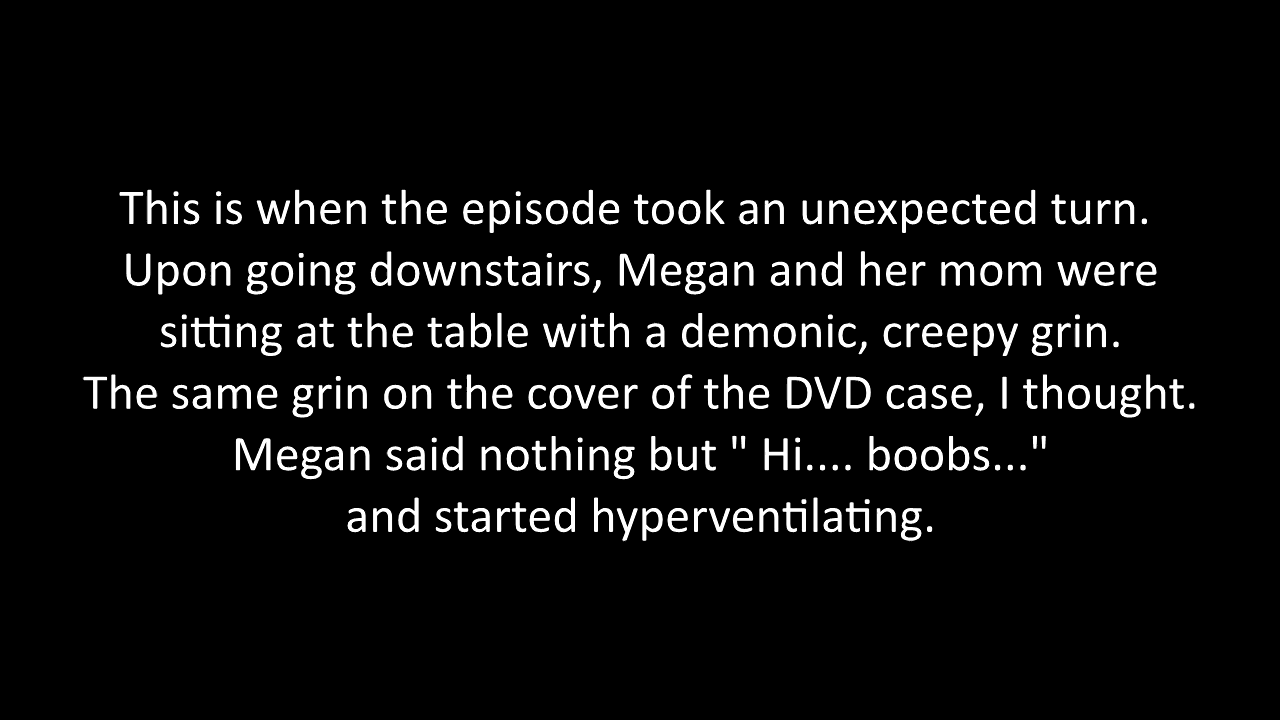 This is when the episode took an unexpected turn.
Upon going downstairs, Megan and her mom were
sitting at the table with a demonic, creepy grin.
The same grin on the cover of the DVD case, I thought.
Megan said nothing but " Hi.... boobs..."
and started hyperventilating.